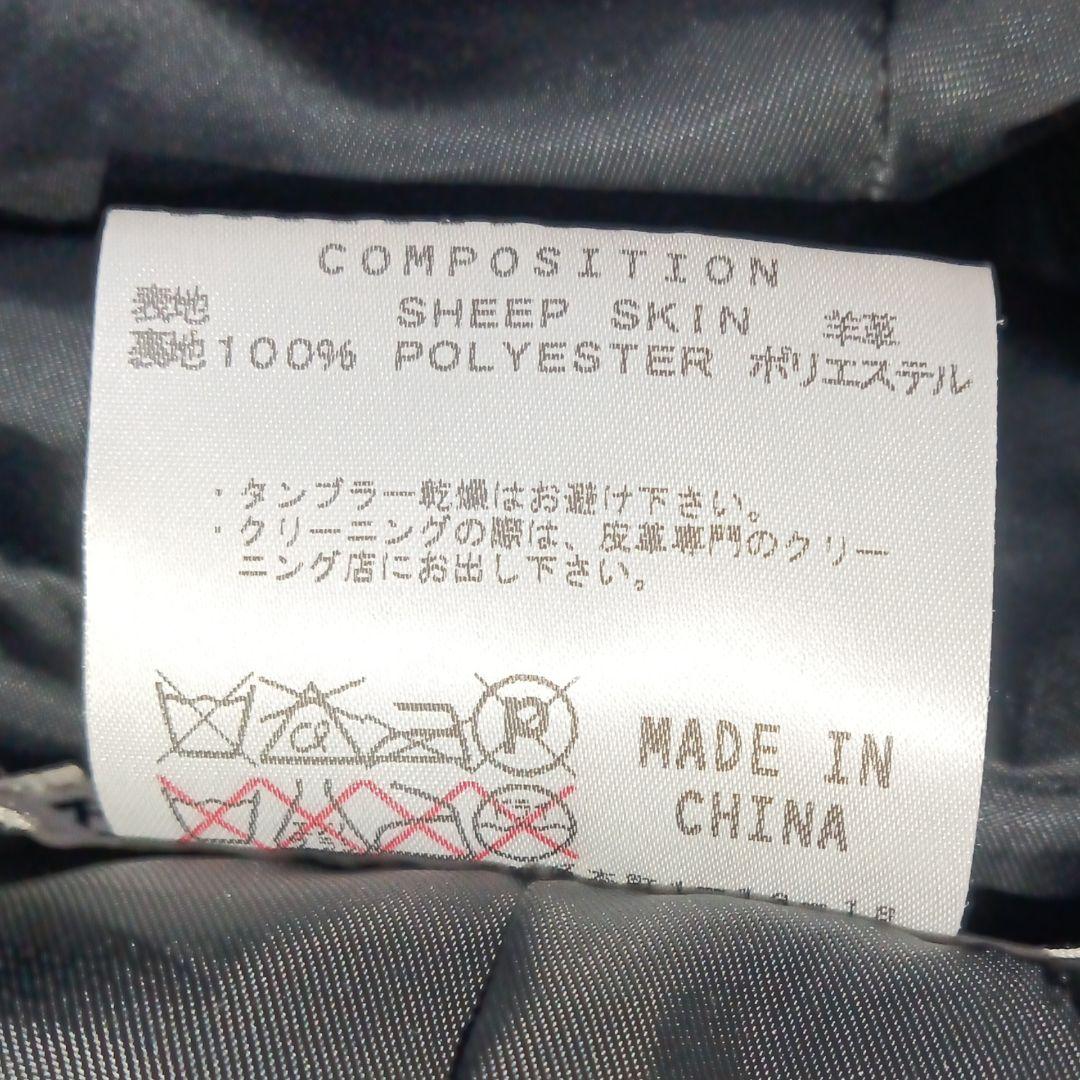 COMPOSITION
表地 SHEEP SKIN 羊革
裏地 100% POLYESTER ポリエステル
・タンブラー乾燥はお避け下さい。
・クリーニングの際は、皮革専門のクリー
ニング店にお出し下さい。
MADE IN
CHINA